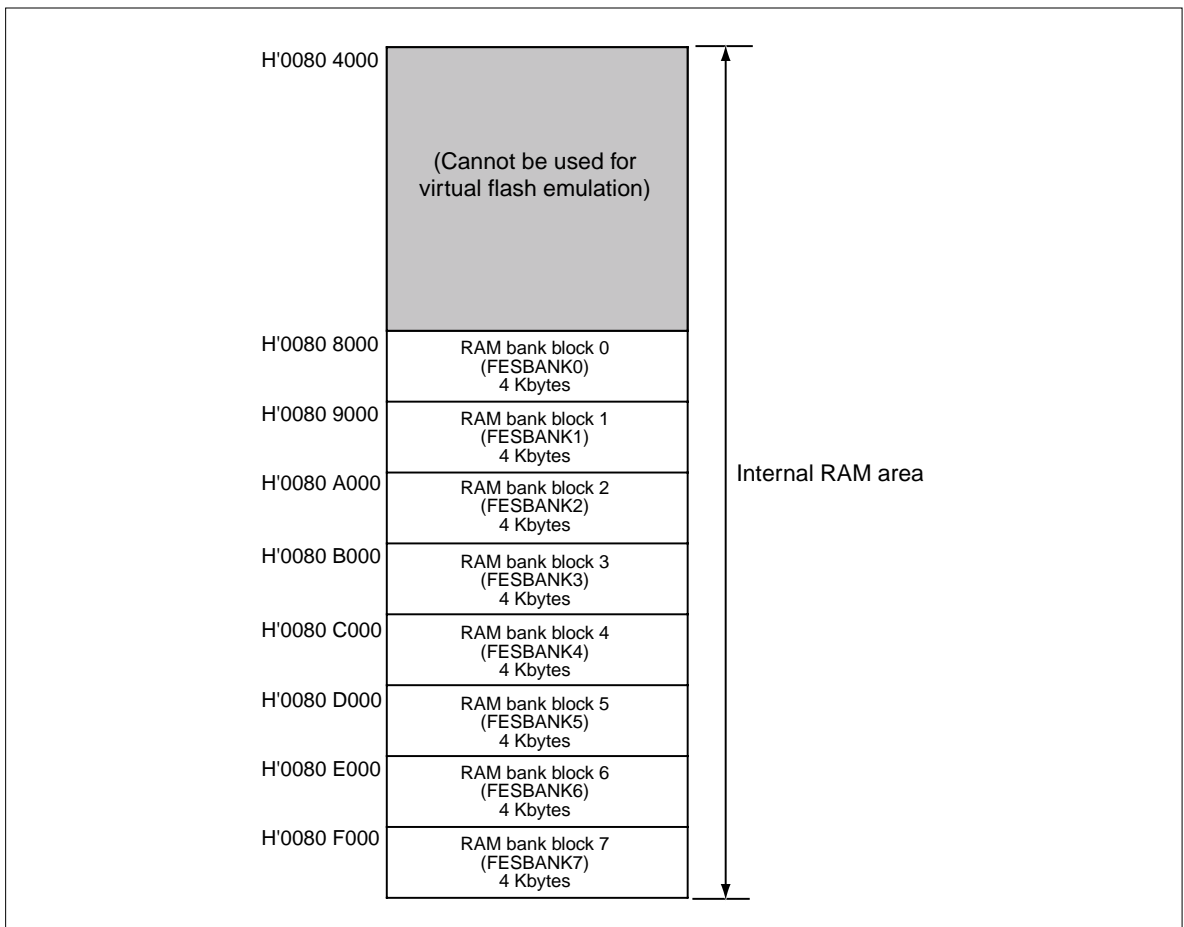 H'0080 4000
(Cannot be used for
virtual flash emulation)
H'0080 8000
RAM bank block 0
(FESBANK0)
4 Kbytes
H'0080 9000
RAM bank block 1
(FESBANK1)
4 Kbytes
H'0080 A000
RAM bank block 2
(FESBANK2)
4 Kbytes
Internal RAM area
H'0080 B000
RAM bank block 3
(FESBANK3)
4 Kbytes
H'0080 C000
RAM bank block 4
(FESBANK4)
4 Kbytes
H'0080 D000
RAM bank block 5
(FESBANK5)
4 Kbytes
H'0080 E000
RAM bank block 6
(FESBANK6)
4 Kbytes
H'0080 F000
RAM bank block 7
(FESBANK7)
4 Kbytes